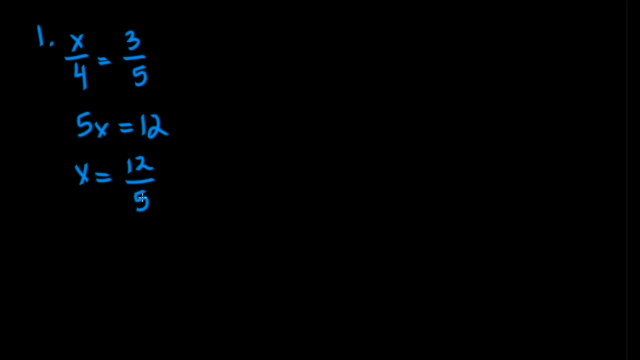 1. x/4 = 3/5
5x = 12
x = 12/5